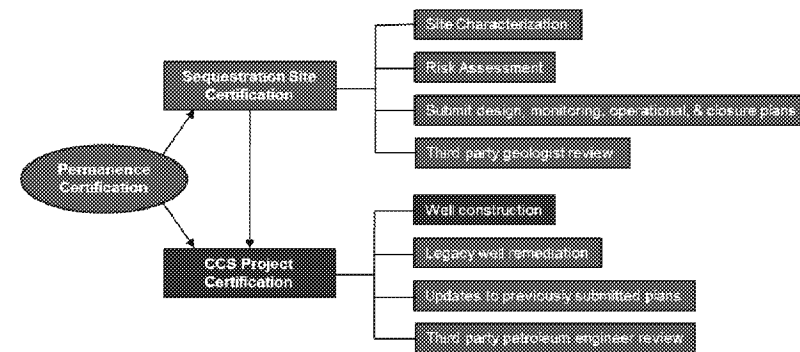 Permanence
Certification
Sequestration Site
Certification
Site Characterization
Risk Assessment
Submit design, monitoring, operational, & closure plans
Third party geologist review
CCS Project
Certification
Well construction
Legacy well remediation
Updates to previously submitted plans
Third party petroleum engineer review